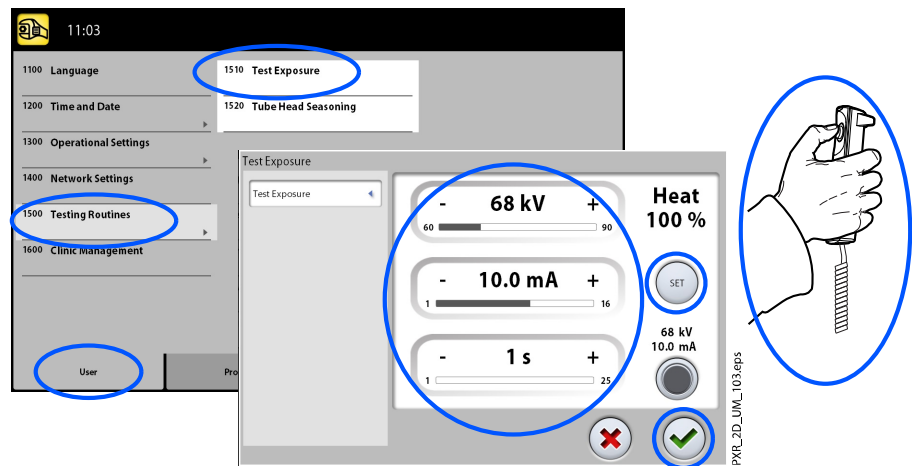 11:03
1100 Language
1200 Time and Date
1300 Operational Settings
1400 Network Settings
1500 Testing Routines
1600 Clinic Management
1510 Test Exposure
1520 Tube Head Seasoning
User
Pro
Test Exposure
Test Exposure
- 68 kV +
60 90
- 10.0 mA +
1 16
- 1 s +
1 25
Heat
100 %
SET
68 kV
10.0 mA
PXR_2D_UM_103.eps